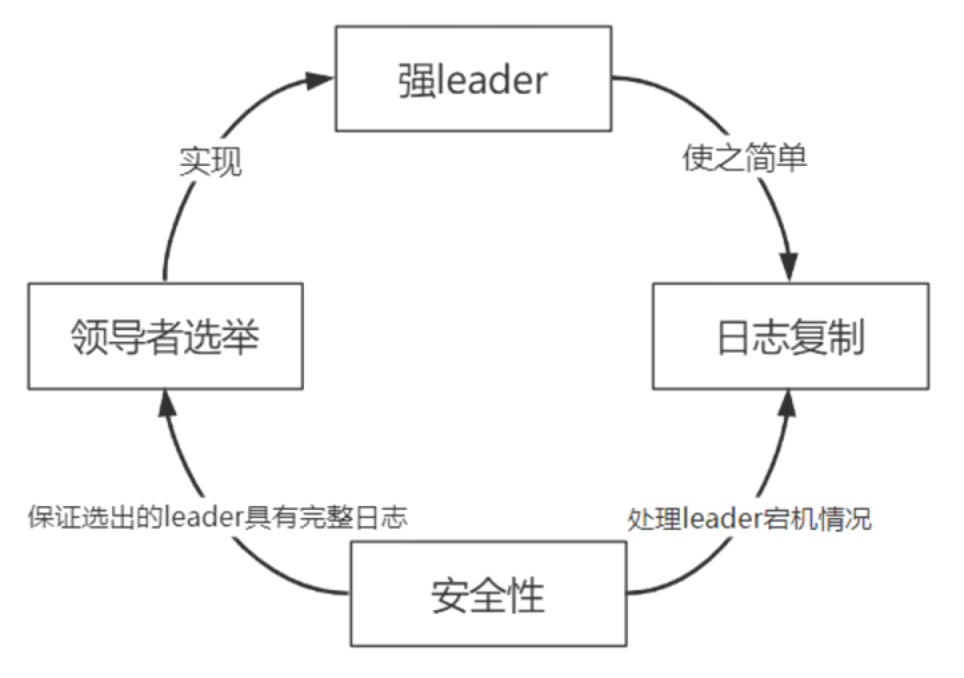 强leader
实现
使之简单
领导者选举
日志复制
保证选出的leader具有完整日志
处理leader宕机情况
安全性